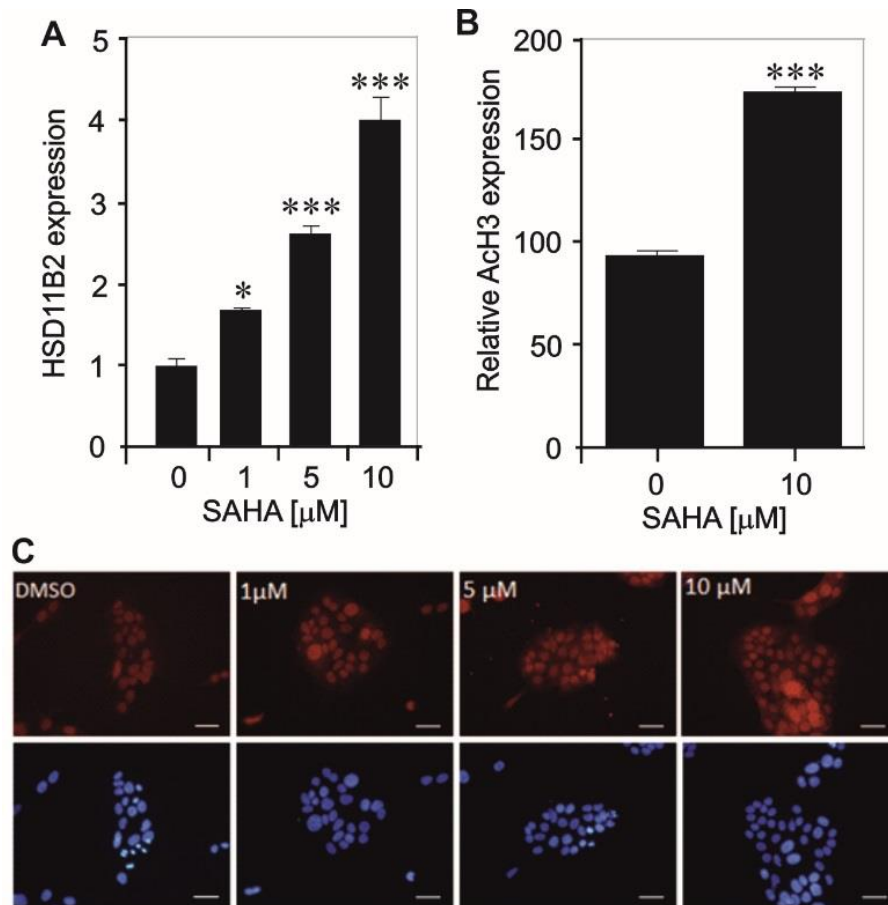 A
HSD11B2 expression
5
4
3
2
1
0
*
***
***
0 1 5 10
SAHA [μM]
B
Relative AcH3 expression
200
150
100
50
0
***
0 10
SAHA [μM]
C
DMSO
1μM
5 μM
10 μM